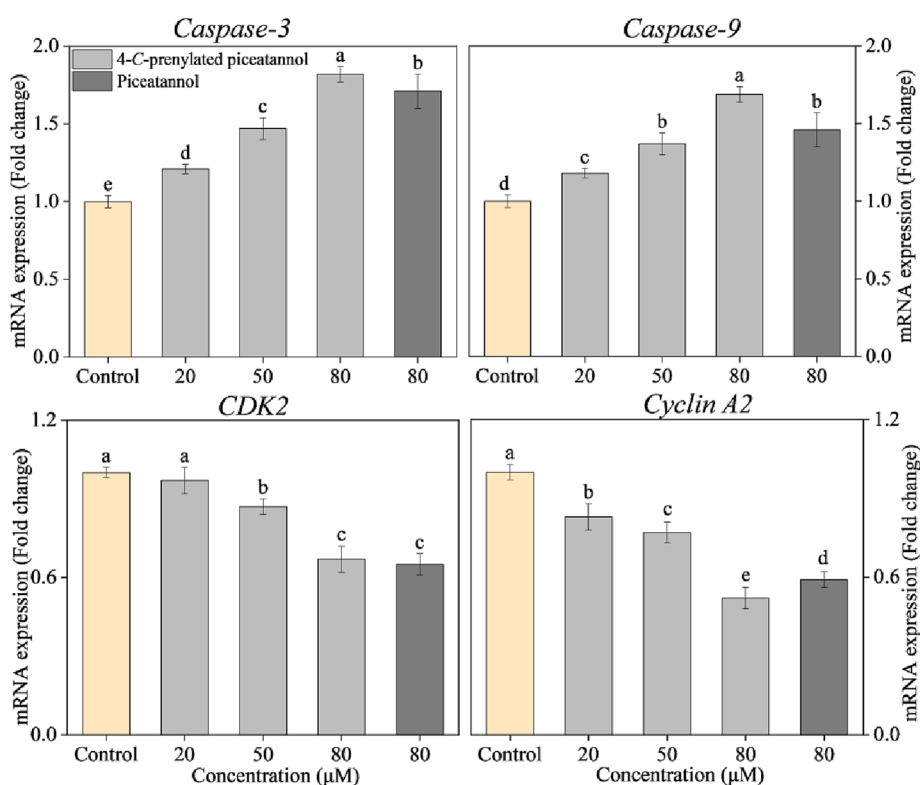 Caspase-3
Caspase-9
2.0
1.5
1.0
0.5
0.0
mRNA expression (Fold change)
4-C-prenylated piceatannol
Piceatannol
e
d
c
a
b
Control 20 50 80 80
d
c
b
a
b
2.0
1.5
1.0
0.5
0.0
mRNA expression (Fold change)
Control 20 50 80 80
CDK2
Cyclin A2
1.2
0.6
0.0
mRNA expression (Fold change)
a
a
b
c
c
Control 20 50 80 80
Concentration (μM)
a
b
c
e
d
1.2
0.6
0.0
mRNA expression (Fold change)
Control 20 50 80 80
Concentration (μM)